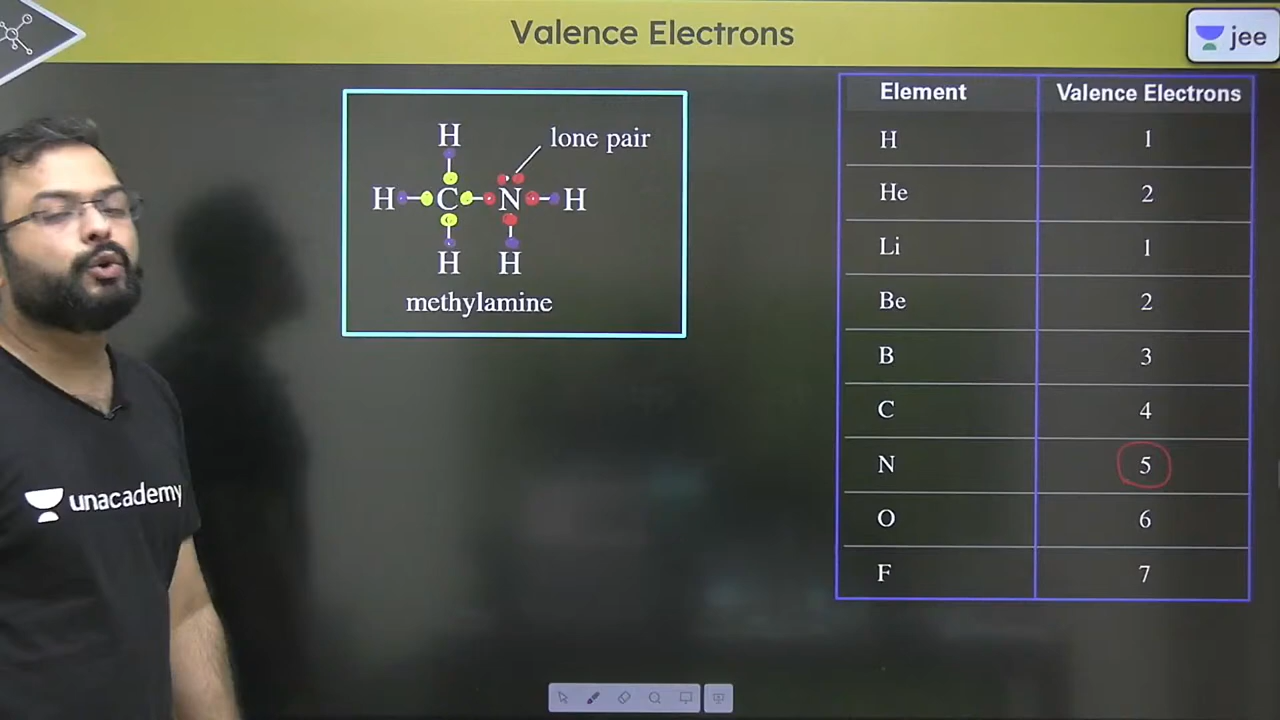 Valence Electrons
jee
H
lone pair
H C N H
H H
methylamine
Element Valence Electrons
H 1
He 2
Li 1
Be 2
B 3
C 4
N 5
O 6
F 7
unacademy